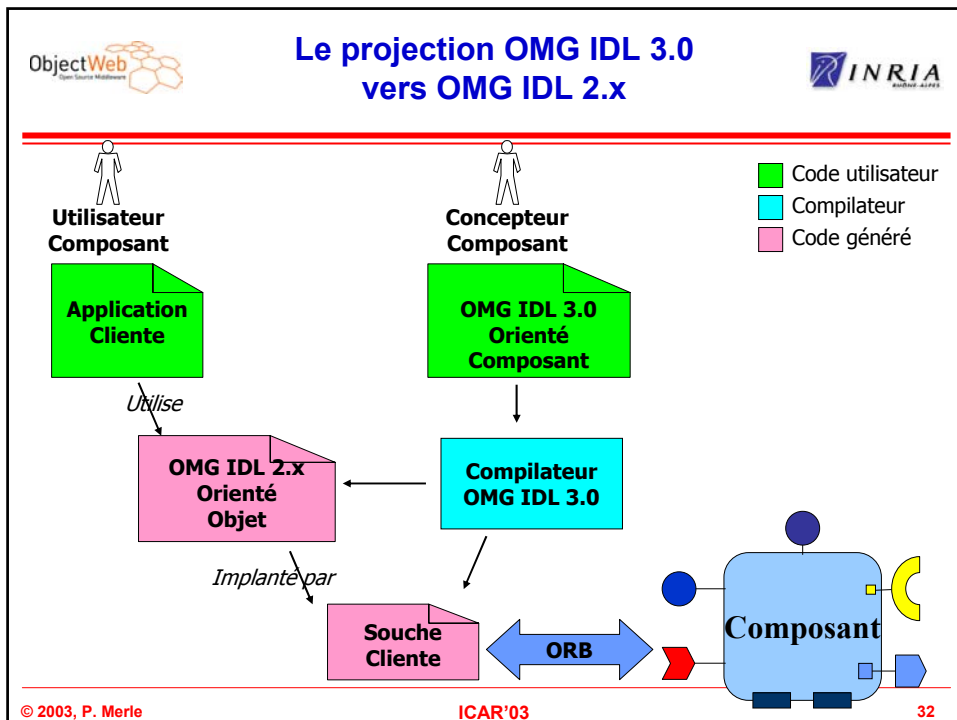 ObjectWeb
Open Source Middleware
Le projection OMG IDL 3.0
vers OMG IDL 2.x
INRIA
RHÔNE-ALPES
Code utilisateur
Compilateur
Code généré
Utilisateur
Composant
Concepteur
Composant
Application
Cliente
OMG IDL 3.0
Orienté
Composant
Utilise
OMG IDL 2.x
Orienté
Objet
Compilateur
OMG IDL 3.0
Implanté par
Souche
Cliente
ORB
Composant
© 2003, P. Merle
ICAR'03
32